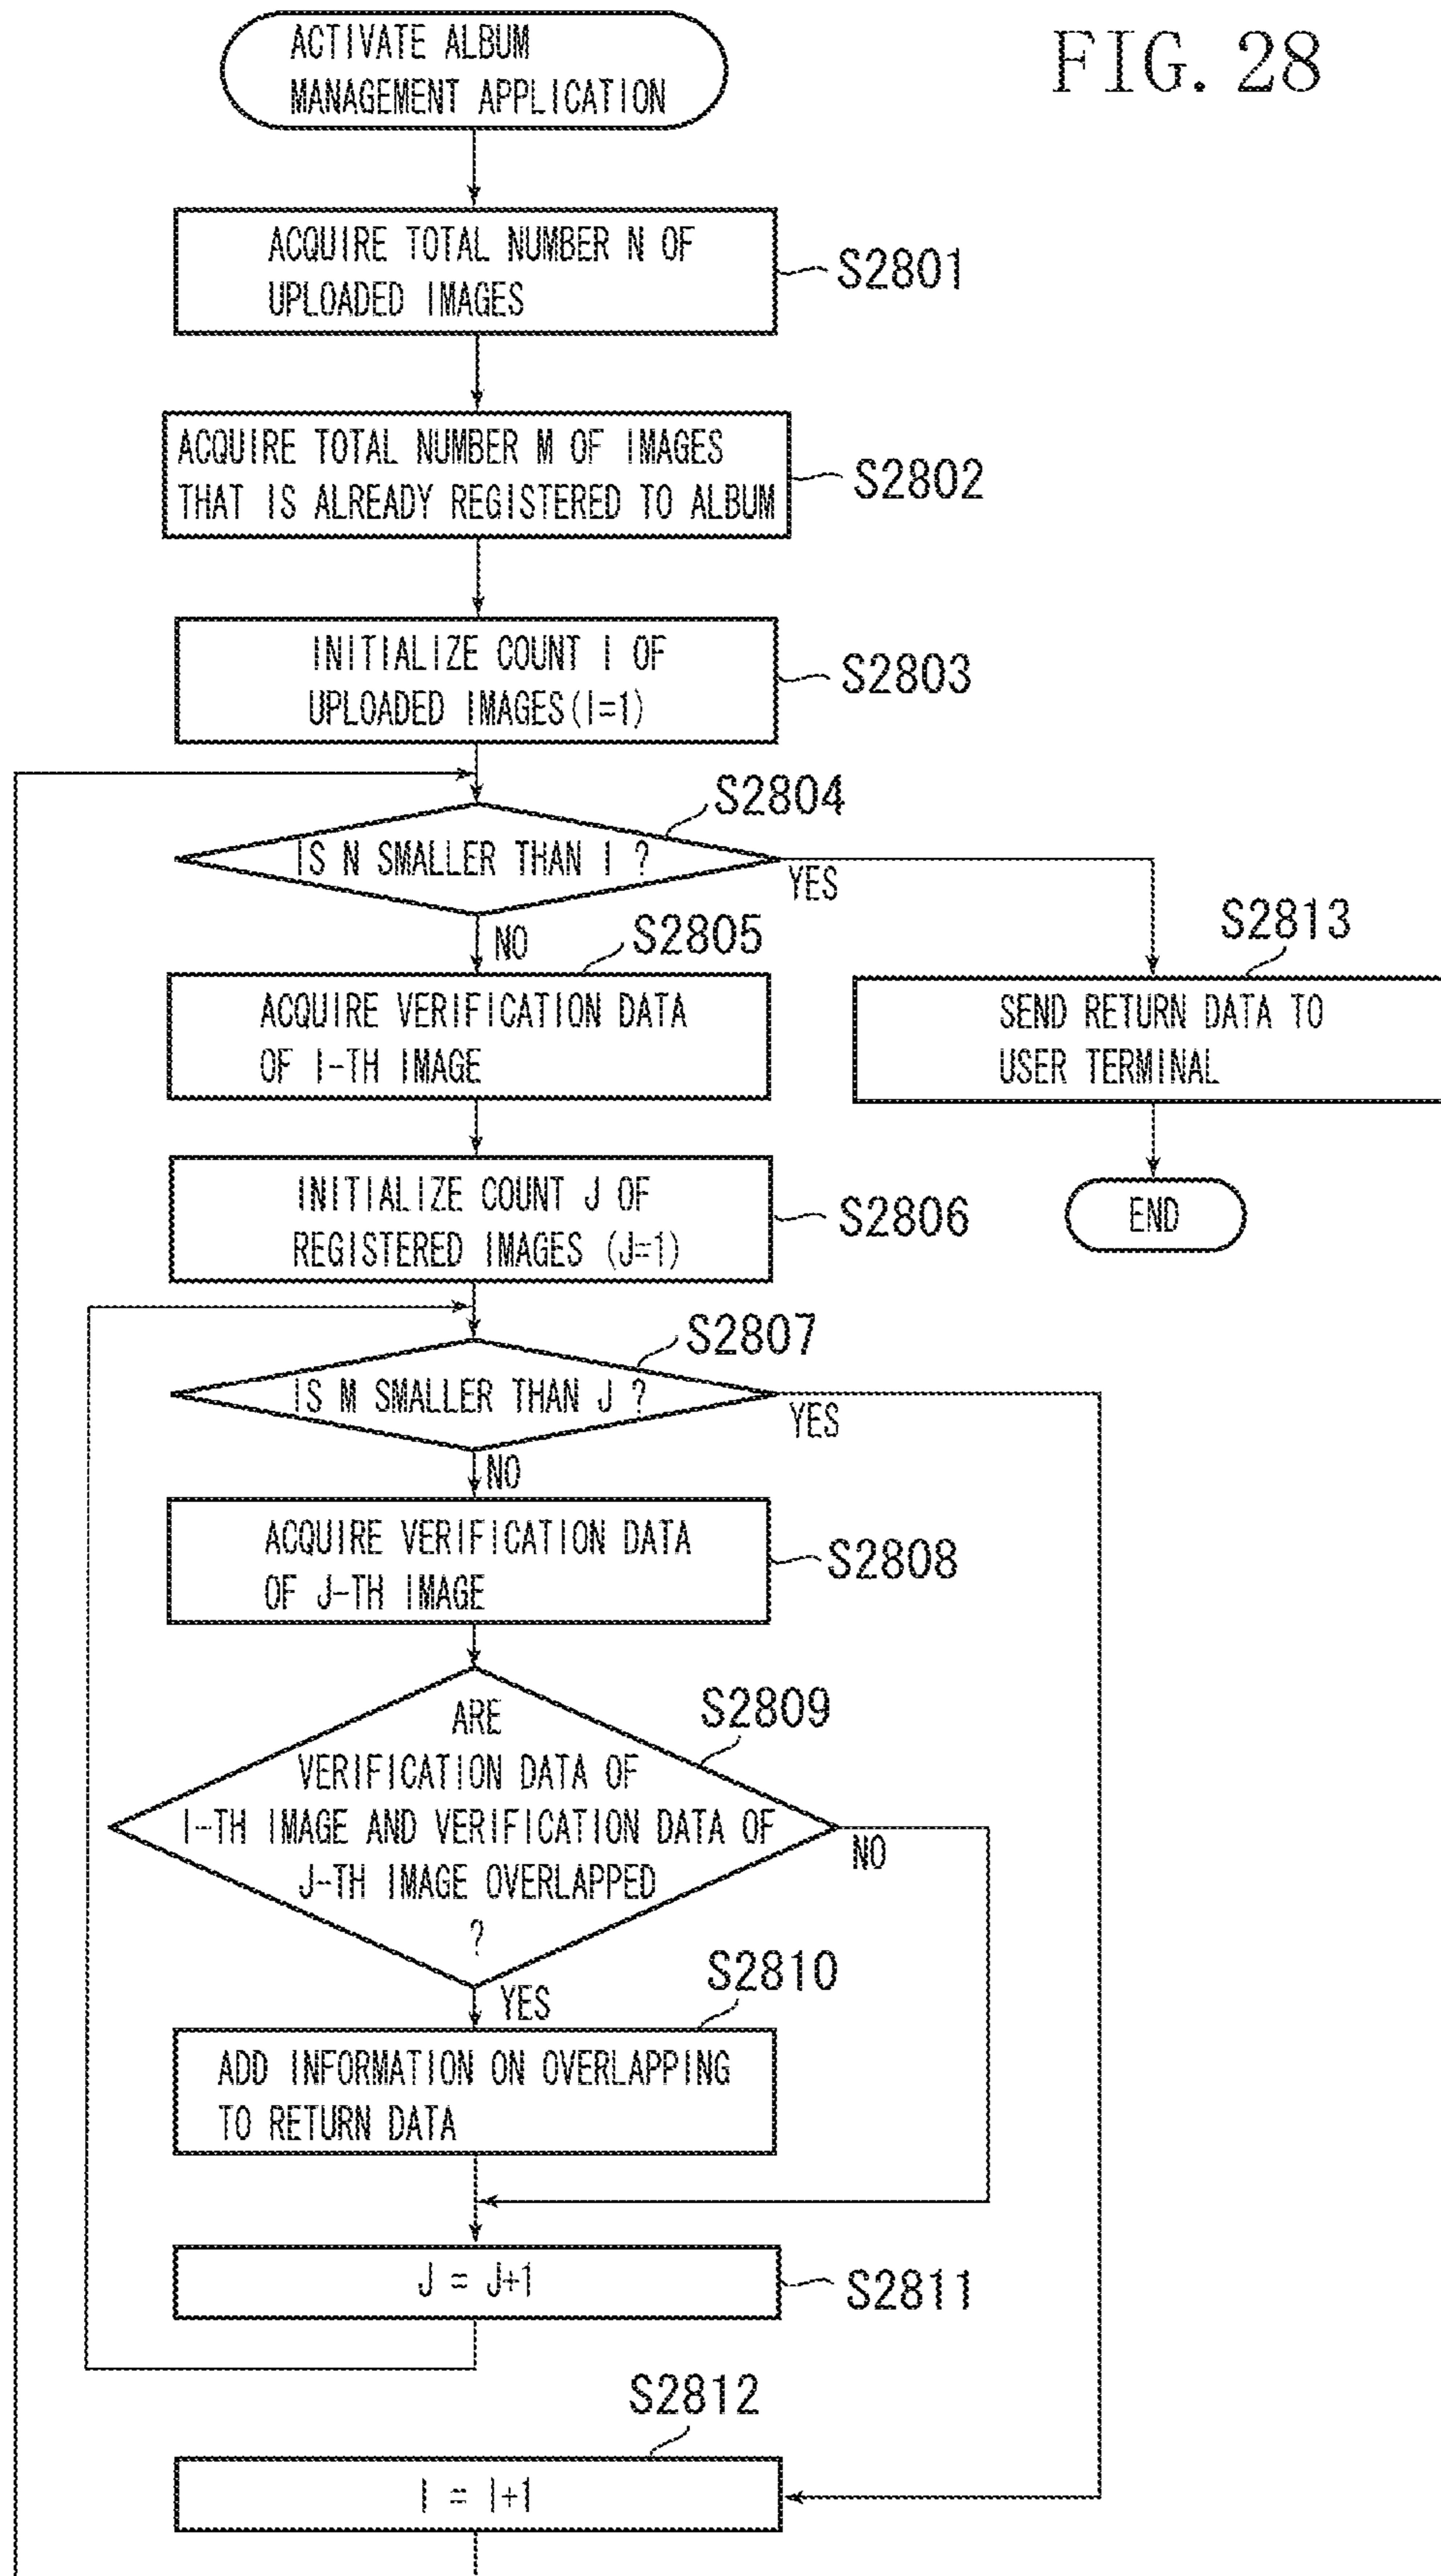 FIG. 28
ACTIVATE ALBUM
MANAGEMENT APPLICATION
ACQUIRE TOTAL NUMBER N OF
UPLOADED IMAGES
S2801
ACQUIRE TOTAL NUMBER M OF IMAGES
THAT IS ALREADY REGISTERED TO ALBUM
S2802
INITIALIZE COUNT I OF
UPLOADED IMAGES(I=1)
S2803
S2804
IS N SMALLER THAN I ?
YES
NO
S2805
ACQUIRE VERIFICATION DATA
OF I-TH IMAGE
S2813
SEND RETURN DATA TO
USER TERMINAL
END
INITIALIZE COUNT J OF
REGISTERED IMAGES (J=1)
S2806
S2807
IS M SMALLER THAN J ?
YES
NO
ACQUIRE VERIFICATION DATA
OF J-TH IMAGE
S2808
S2809
ARE
VERIFICATION DATA OF
I-TH IMAGE AND VERIFICATION DATA OF
J-TH IMAGE OVERLAPPED
?
NO
YES
S2810
ADD INFORMATION ON OVERLAPPING
TO RETURN DATA
J = J+1
S2811
S2812
I = I+1